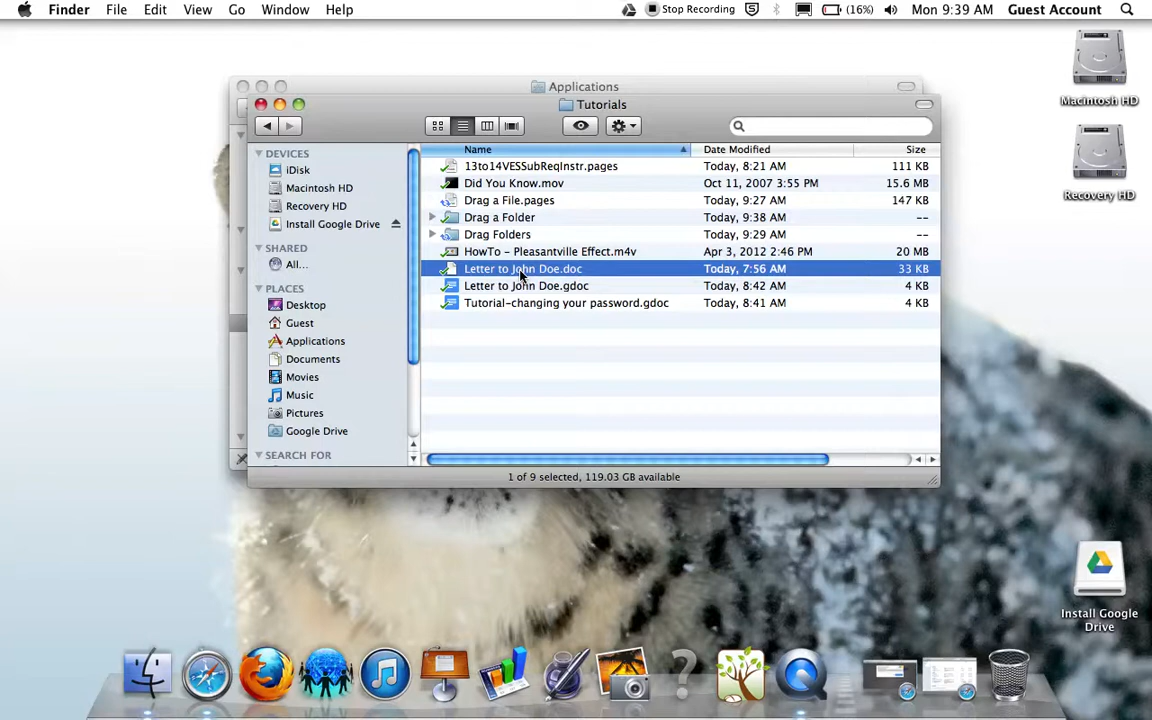 Finder File Edit View Go Window Help Stop Recording (16%) Mon 9:39 AM Guest Account
Macintosh HD
Recovery HD
Applications
Tutorials
Name Date Modified Size
13to14VESSubReqInstr.pages Today, 8:21 AM 111 KB
Did You Know.mov Oct 11, 2007 3:55 PM 15.6 MB
Drag a File.pages Today, 9:27 AM 147 KB
Drag a Folder Today, 9:38 AM --
Drag Folders Today, 9:29 AM --
HowTo - Pleasantville Effect.m4v Apr 3, 2012 2:46 PM 20 MB
Letter to John Doe.doc Today, 7:56 AM 33 KB
Letter to John Doe.gdoc Today, 8:42 AM 4 KB
Tutorial-changing your password.gdoc Today, 8:41 AM 4 KB
DEVICES
iDisk
Macintosh HD
Recovery HD
Install Google Drive
SHARED
All...
PLACES
Desktop
Guest
Applications
Documents
Movies
Music
Pictures
Google Drive
SEARCH FOR
1 of 9 selected, 119.03 GB available
Install Google
Drive